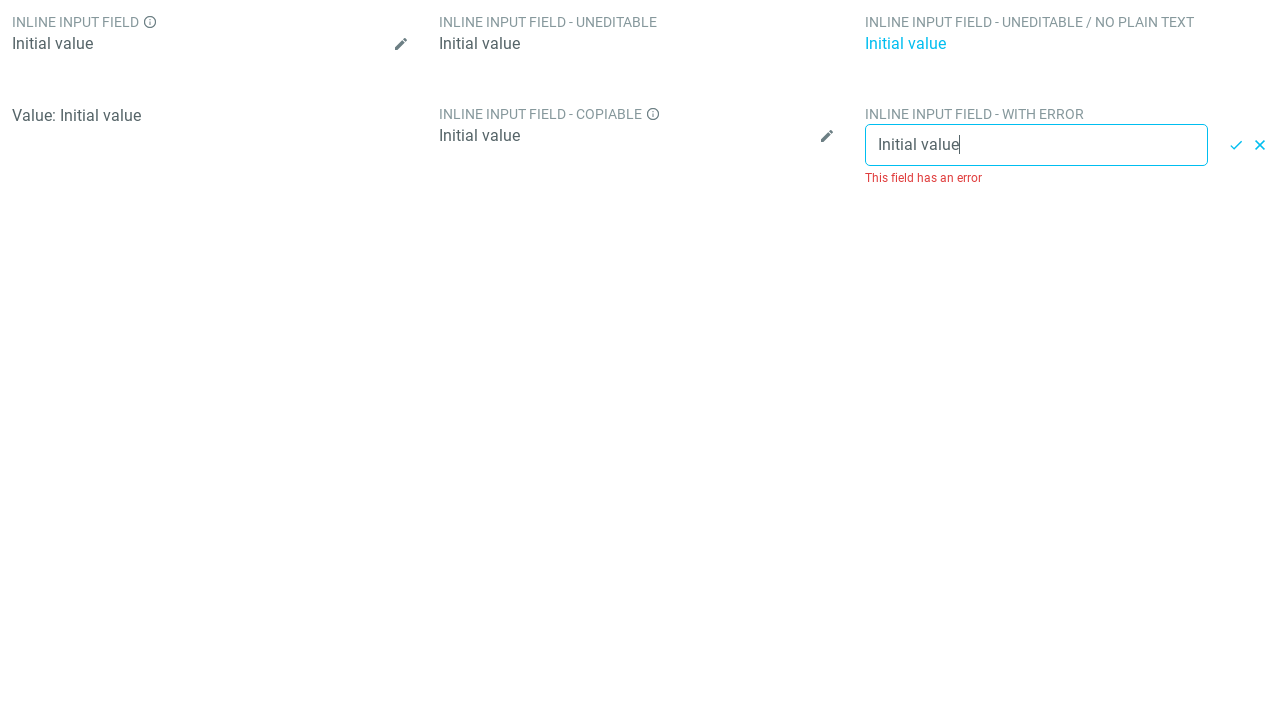 INLINE INPUT FIELD
Initial value
INLINE INPUT FIELD - UNEDITABLE
Initial value
INLINE INPUT FIELD - UNEDITABLE / NO PLAIN TEXT
Initial value
Value: Initial value
INLINE INPUT FIELD - COPIABLE
Initial value
INLINE INPUT FIELD - WITH ERROR
Initial value
This field has an error